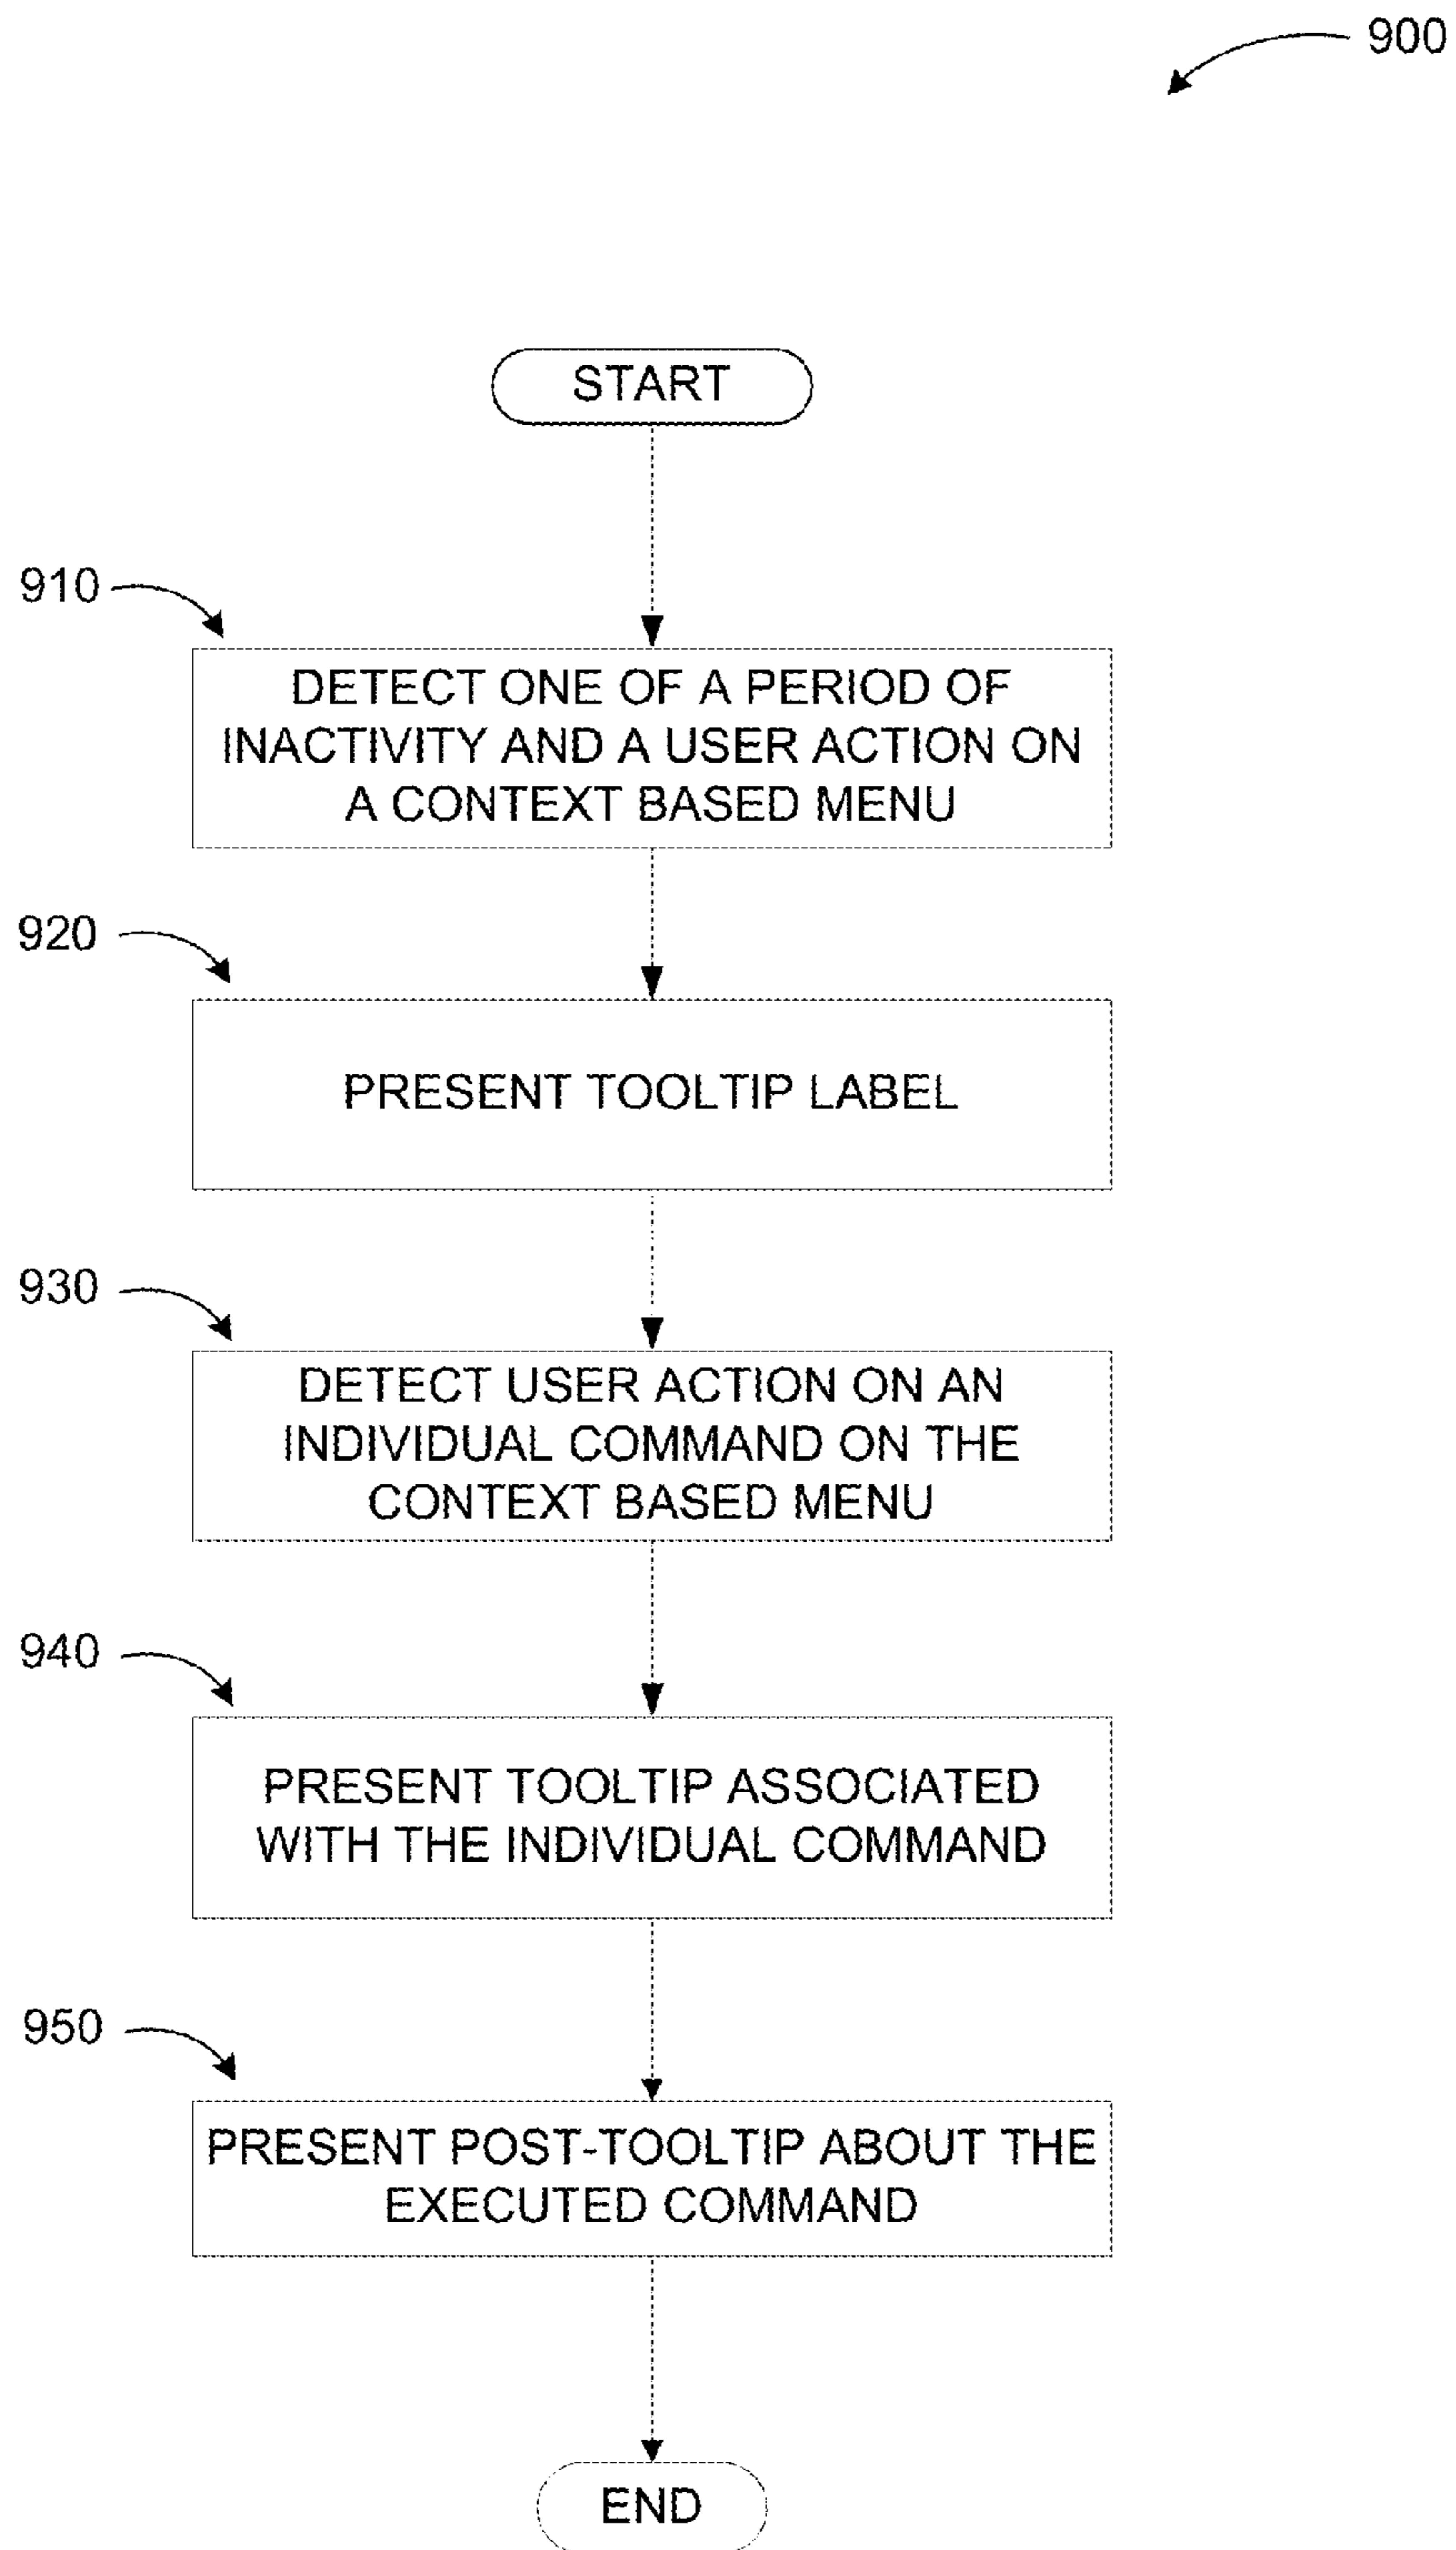 900
START
910
DETECT ONE OF A PERIOD OF
INACTIVITY AND A USER ACTION ON
A CONTEXT BASED MENU
920
PRESENT TOOLTIP LABEL
930
DETECT USER ACTION ON AN
INDIVIDUAL COMMAND ON THE
CONTEXT BASED MENU
940
PRESENT TOOLTIP ASSOCIATED
WITH THE INDIVIDUAL COMMAND
950
PRESENT POST-TOOLTIP ABOUT THE
EXECUTED COMMAND
END